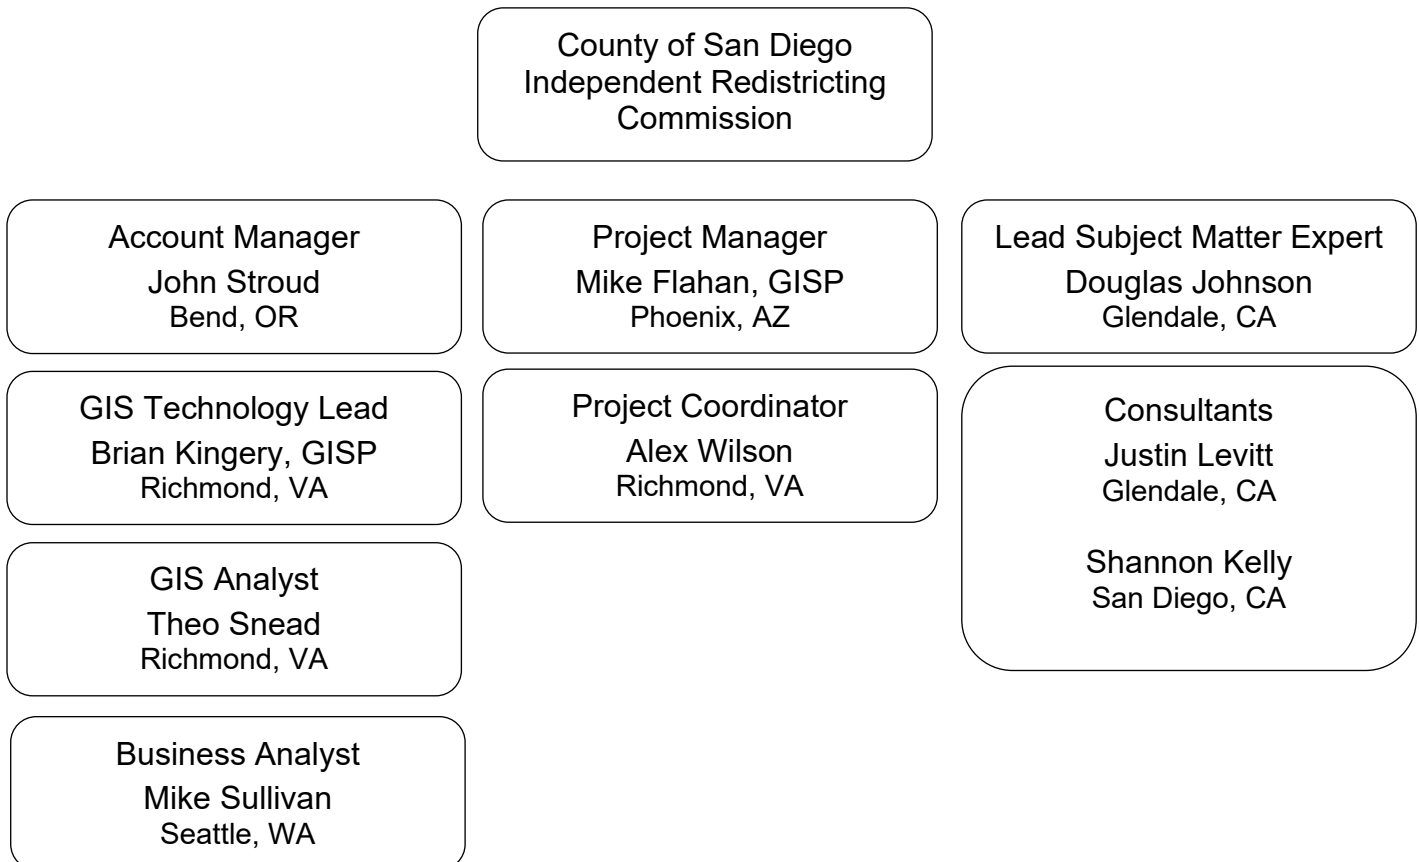 County of San Diego
Independent Redistricting
Commission
Account Manager
John Stroud
Bend, OR
Project Manager
Mike Flahan, GISP
Phoenix, AZ
Lead Subject Matter Expert
Douglas Johnson
Glendale, CA
GIS Technology Lead
Brian Kingery, GISP
Richmond, VA
Project Coordinator
Alex Wilson
Richmond, VA
Consultants
Justin Levitt
Glendale, CA
Shannon Kelly
San Diego, CA
GIS Analyst
Theo Snead
Richmond, VA
Business Analyst
Mike Sullivan
Seattle, WA